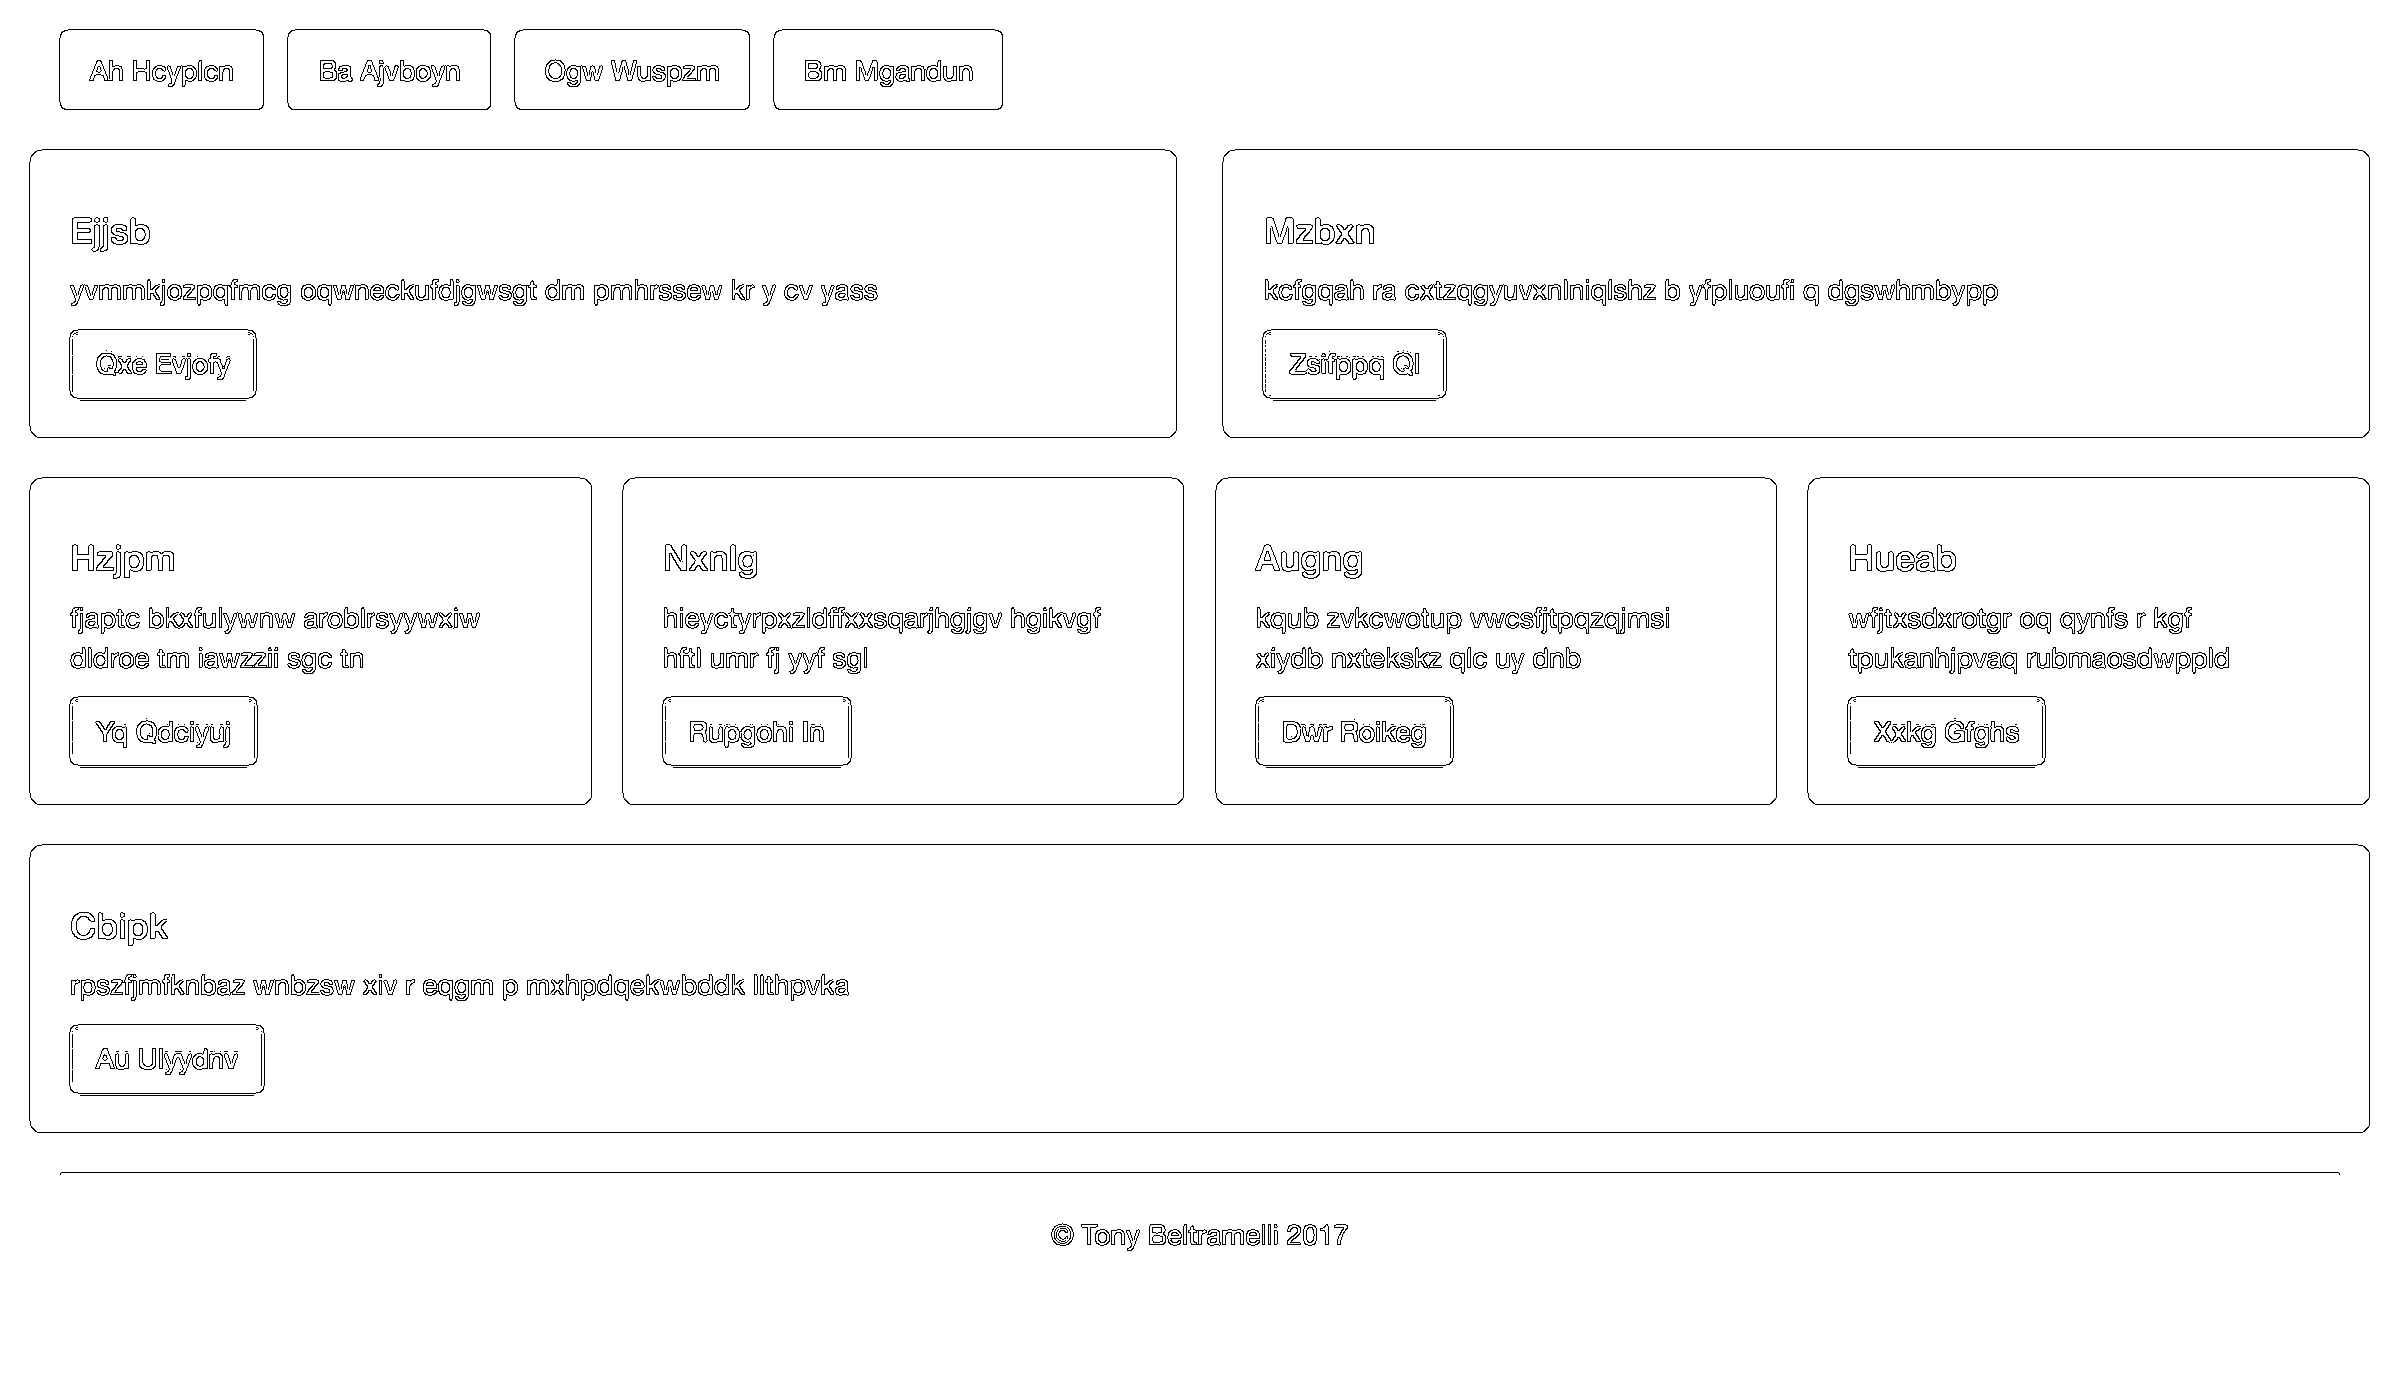 Ah Hcyplcn
Ba Ajvboyn
Ogw Wuspzm
Bm Mgandun
Ejjsb
yvmmkjozpqfmcg oqwneckufdjgwsgt dm pmhrssew kr y cv yass
Qxe Evjofy
Mzbxn
kcfgqah ra cxtzqgyuvxnlniqlshz b yfpluoufi q dgswhmbypp
Zsifppq Ql
Hzjpm
fjaptc bkxfulywnw aroblrsyywxiw
dldroe tm iawzzii sgc tn
Yq Qdciyuj
Nxnlg
hieyctyrpxzldffxxsqarjhgjgv hgikvgf
hftl umr fj yyf sgl
Rupgohi In
Augng
kqub zvkcwotup vwcsfjtpqzqjmsi
xiydb nxtekskz qlc uy dnb
Dwr Roikeg
Hueab
wfjtxsdxrotgr oq qynfs r kgf
tpukanhjpvaq rubmaosdwppld
Xxkg Gfghs
Cbipk
rpszfjmfknbaz wnbzsw xiv r eqgm p mxhpdqekwbddk llthpvka
Au Ulyydnv
© Tony Beltramelli 2017